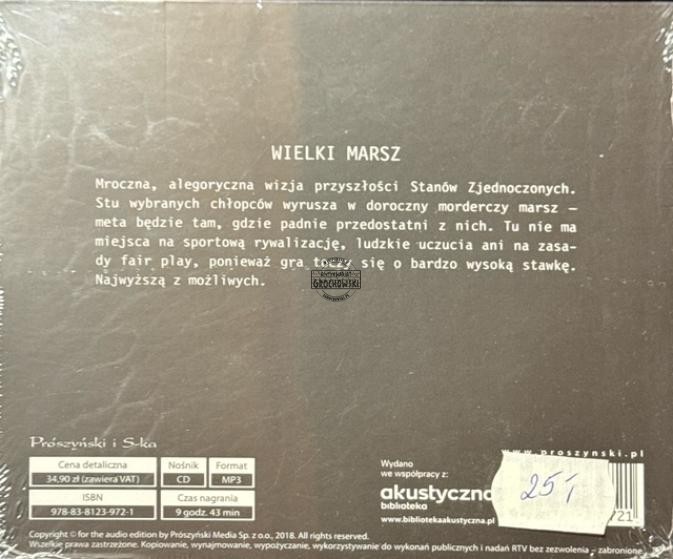 WIELKI MARSZ
Mroczna, alegoryczna wizja przyszłości Stanów Zjednoczonych.
Stu wybranych chłopców wyrusza w doroczny morderczy marsz –
meta będzie tam, gdzie padnie przedostatni z nich. Tu nie ma
miejsca na sportową rywalizację, ludzkie uczucia ani na zasa-
dy fair play, ponieważ gra toczy się o bardzo wysoką stawkę.
Najwyższą z możliwych.
GROCHOWSKI
Prószyński i S-ka
www.proszynski.pl
Cena detaliczna Nośnik Format
34,90 zł (zawiera VAT) CD MP3
ISBN Czas nagrania
978-83-8123-972-1 9 godz. 43 min
Wydano
we współpracy z:
akustyczna
biblioteka
www.bibliotekaakustyczna.pl
25,-
721
Copyright © for the audio edition by Prószyński Media Sp. z o.o., 2018. All rights reserved.
Wszelkie prawa zastrzeżone. Kopiowanie, wynajmowanie, wypożyczanie, wykorzystywanie do wykonań publicznych i nadań RTV bez zezwolenia – zabronione.